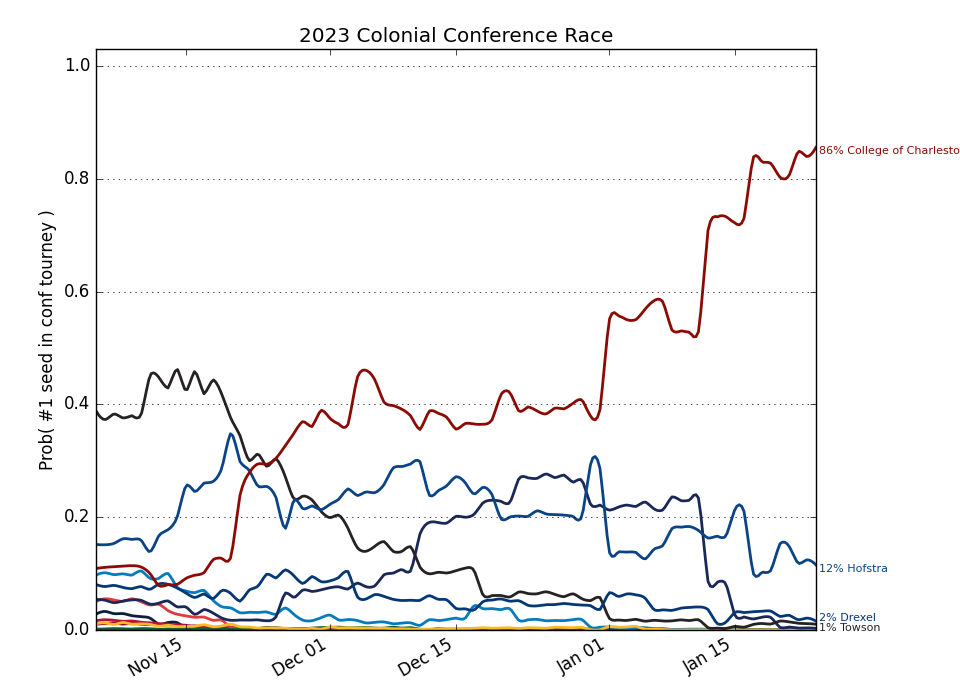 2023 Colonial Conference Race
Prob( #1 seed in conf tourney )
1.0
0.8
0.6
0.4
0.2
0.0
Nov 15
Dec 01
Dec 15
Jan 01
Jan 15
86% College of Charlesto
12% Hofstra
2% Drexel
1% Towson